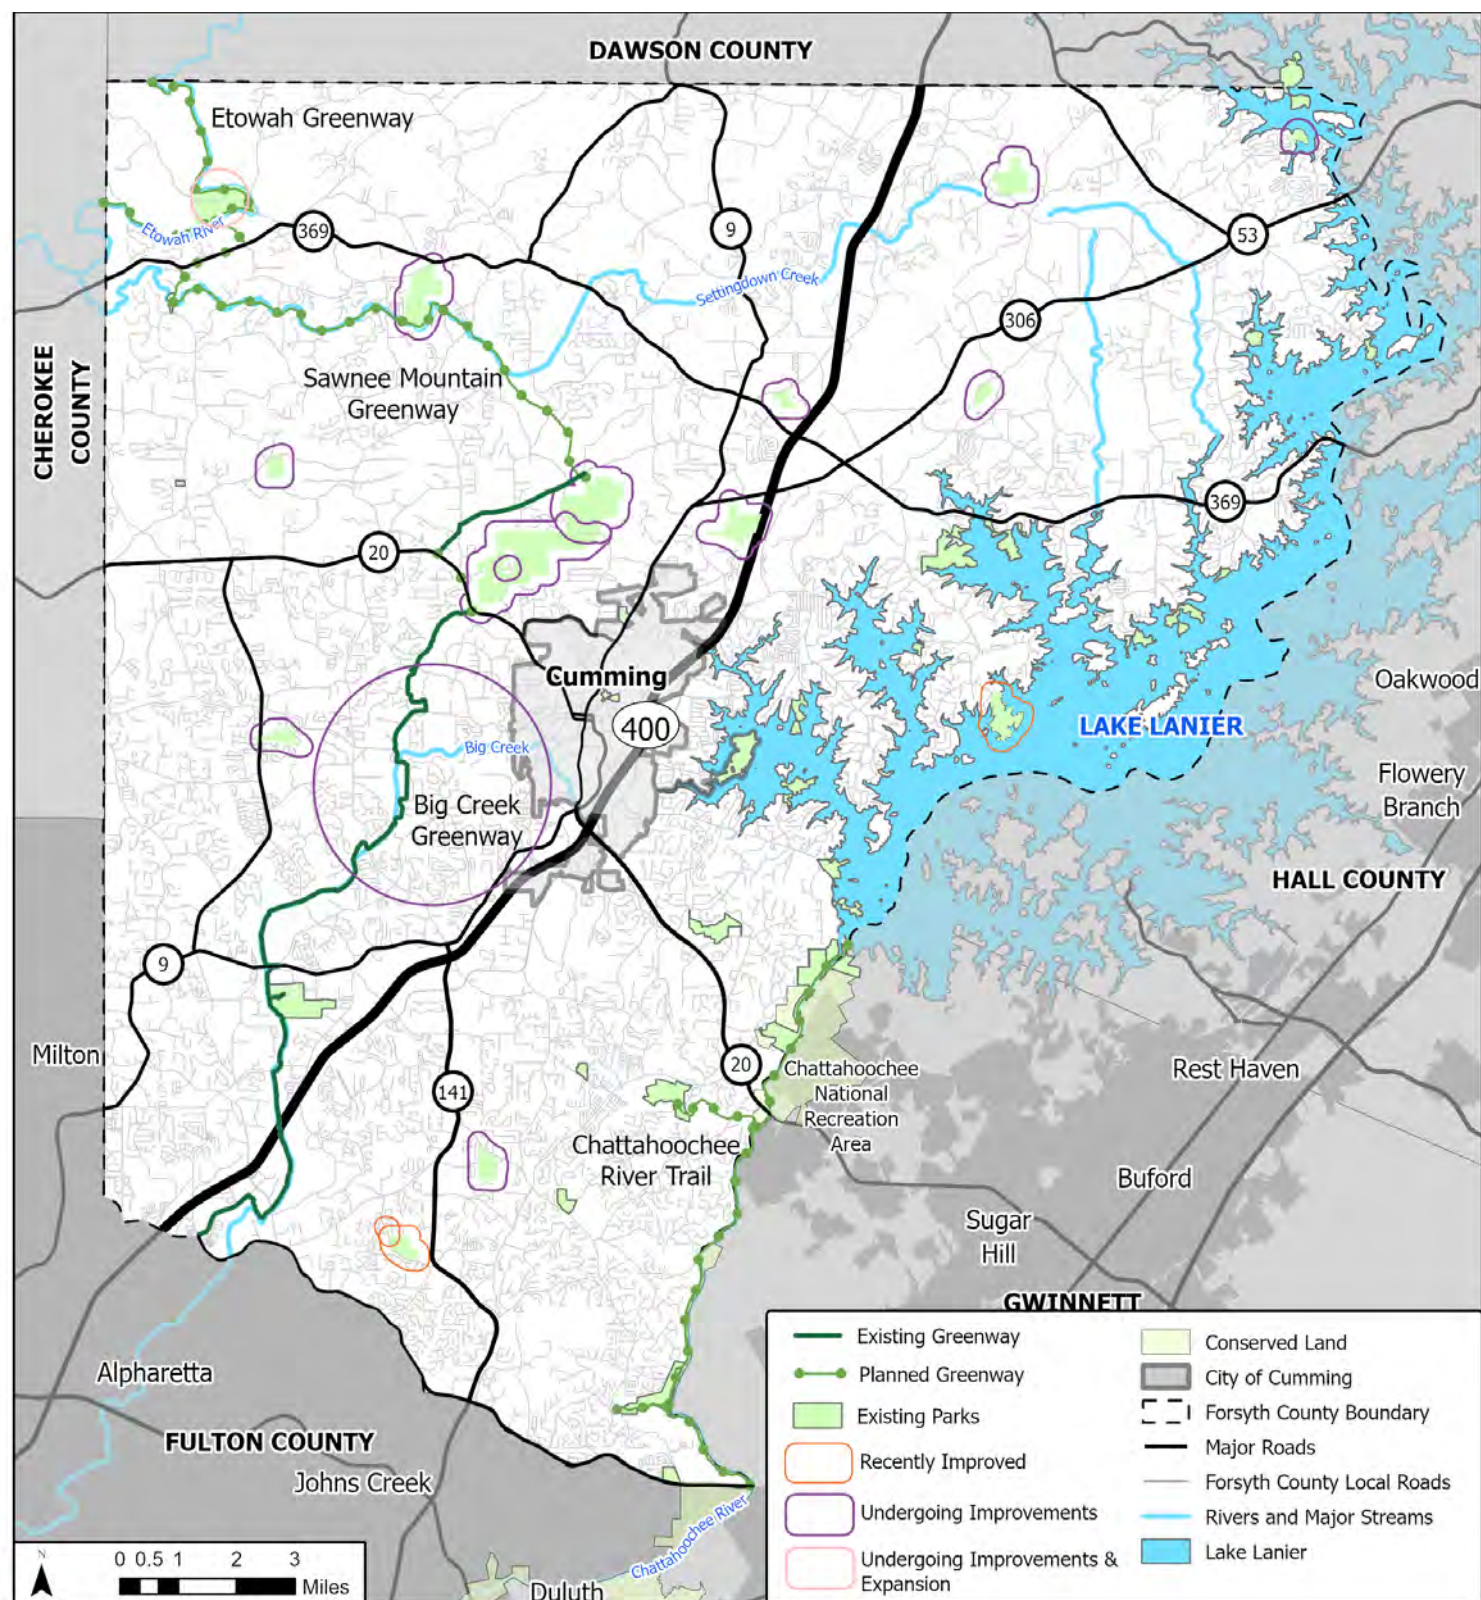 DAWSON COUNTY
Etowah Greenway
Etowah River
369
9
53
Settingdown Creek
306
CHEROKEE
COUNTY
Sawnee Mountain
Greenway
369
20
Cumming
400
Oakwood
LAKE LANIER
Big Creek
Flowery
Branch
Big Creek
Greenway
HALL COUNTY
9
Milton
20
Chattahoochee
National
Recreation
Area
Rest Haven
141
Chattahoochee
River Trail
Buford
Sugar
Hill
GWINNETT
Alpharetta
FULTON COUNTY
Johns Creek
Chattahoochee River
Duluth
Existing Greenway
Planned Greenway
Existing Parks
Recently Improved
Undergoing Improvements
Undergoing Improvements &
Expansion
Conserved Land
City of Cumming
Forsyth County Boundary
Major Roads
Forsyth County Local Roads
Rivers and Major Streams
Lake Lanier
N
0 0.5 1 2 3
Miles